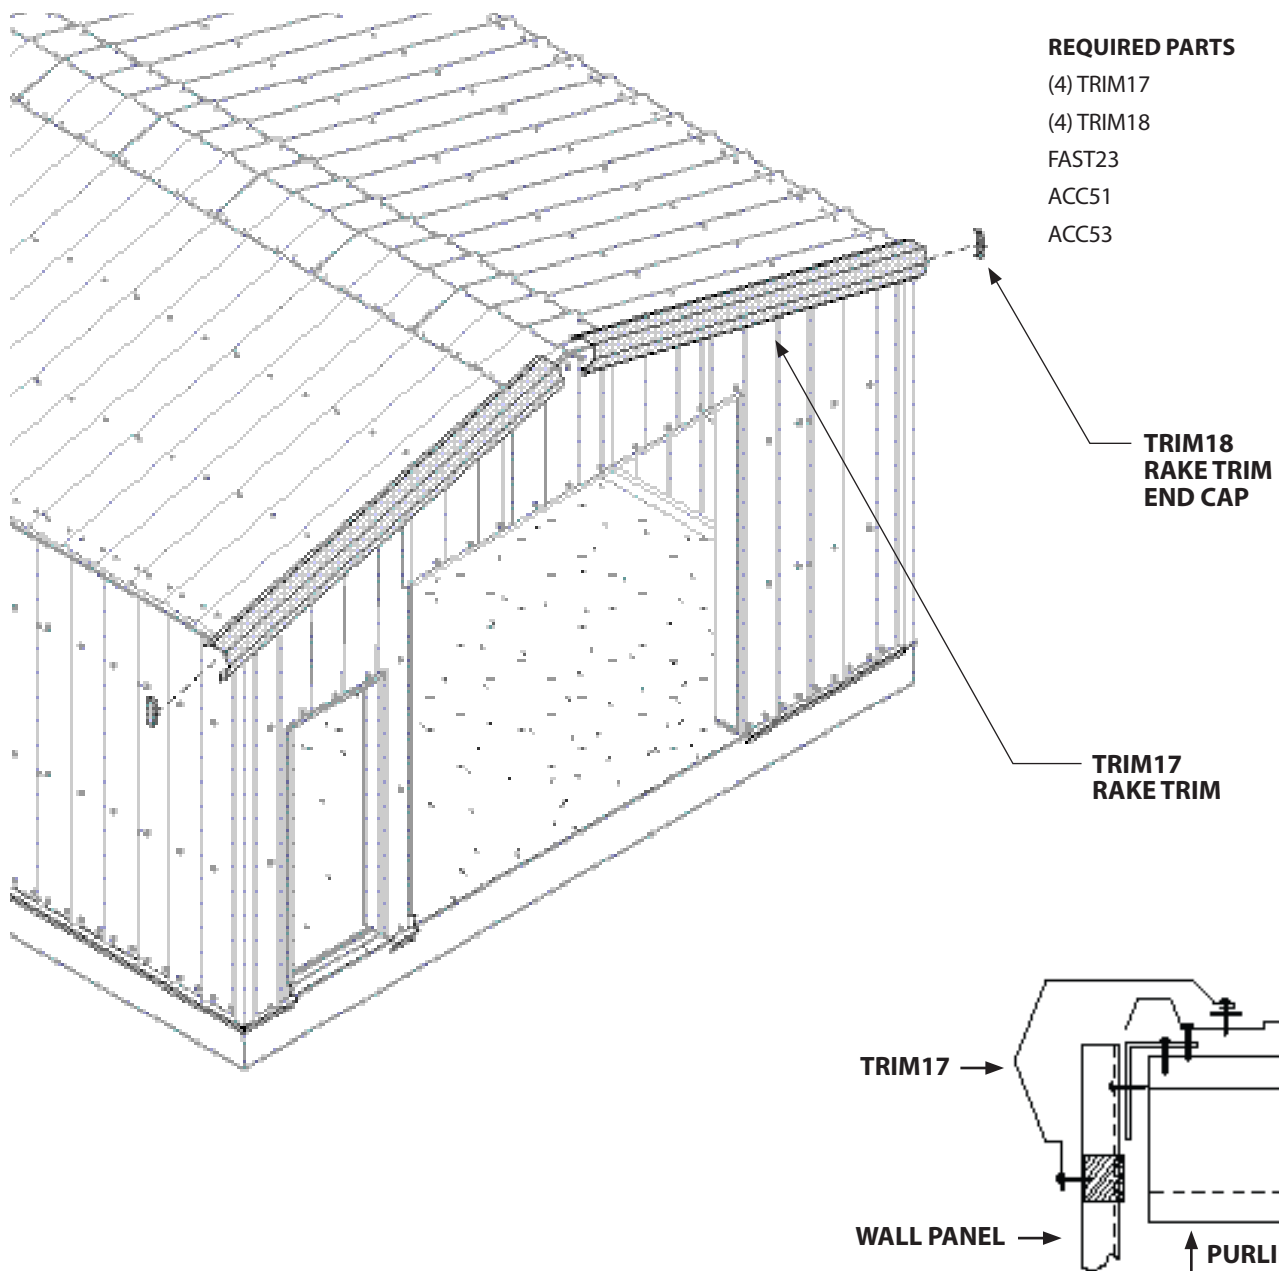 REQUIRED PARTS
(4) TRIM17
(4) TRIM18
FAST23
ACC51
ACC53
TRIM18
RAKE TRIM
END CAP
TRIM17
RAKE TRIM
TRIM17
WALL PANEL
PURLI